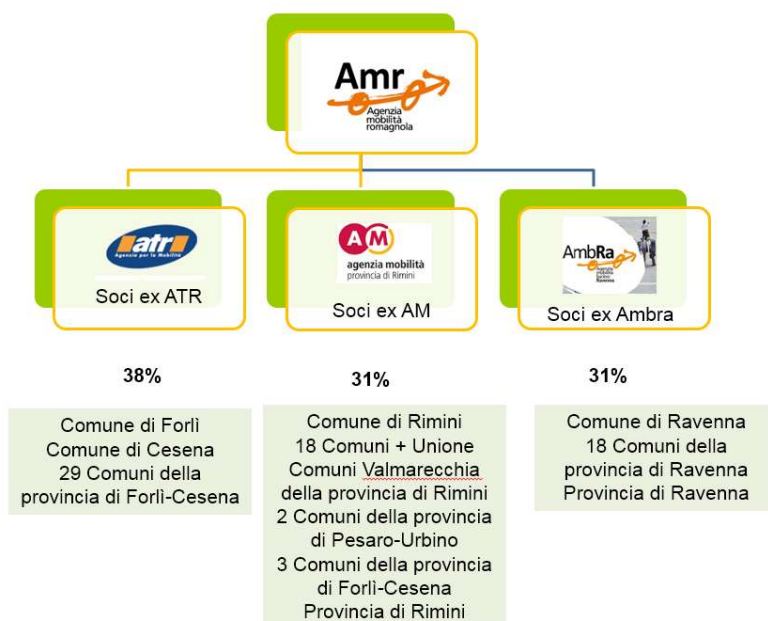 Amr
Agenzia
mobilità
romagnola
atr
Agenzia per la Mobilità
Soci ex ATR
AM
agenzia mobilità
provincia di Rimini
Soci ex AM
AmbRa
Agenzia
mobilità
bacino
Ravenna
Soci ex Ambra
38%
Comune di Forlì
Comune di Cesena
29 Comuni della
provincia di Forlì-Cesena
31%
Comune di Rimini
18 Comuni + Unione
Comuni Valmarecchia
della provincia di Rimini
2 Comuni della provincia
di Pesaro-Urbino
3 Comuni della provincia
di Forlì-Cesena
Provincia di Rimini
31%
Comune di Ravenna
18 Comuni della
provincia di Ravenna
Provincia di Ravenna